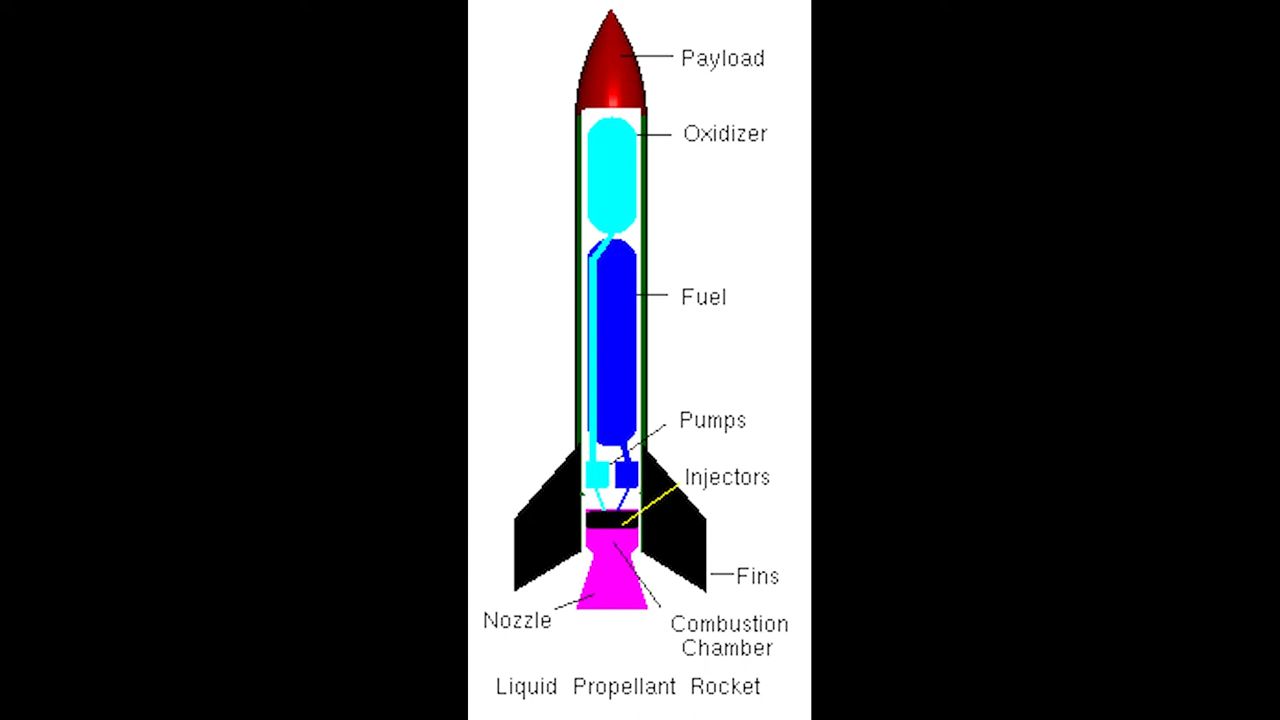 Payload
Oxidizer
Fuel
Pumps
Injectors
Fins
Nozzle
Combustion
Chamber
Liquid Propellant Rocket